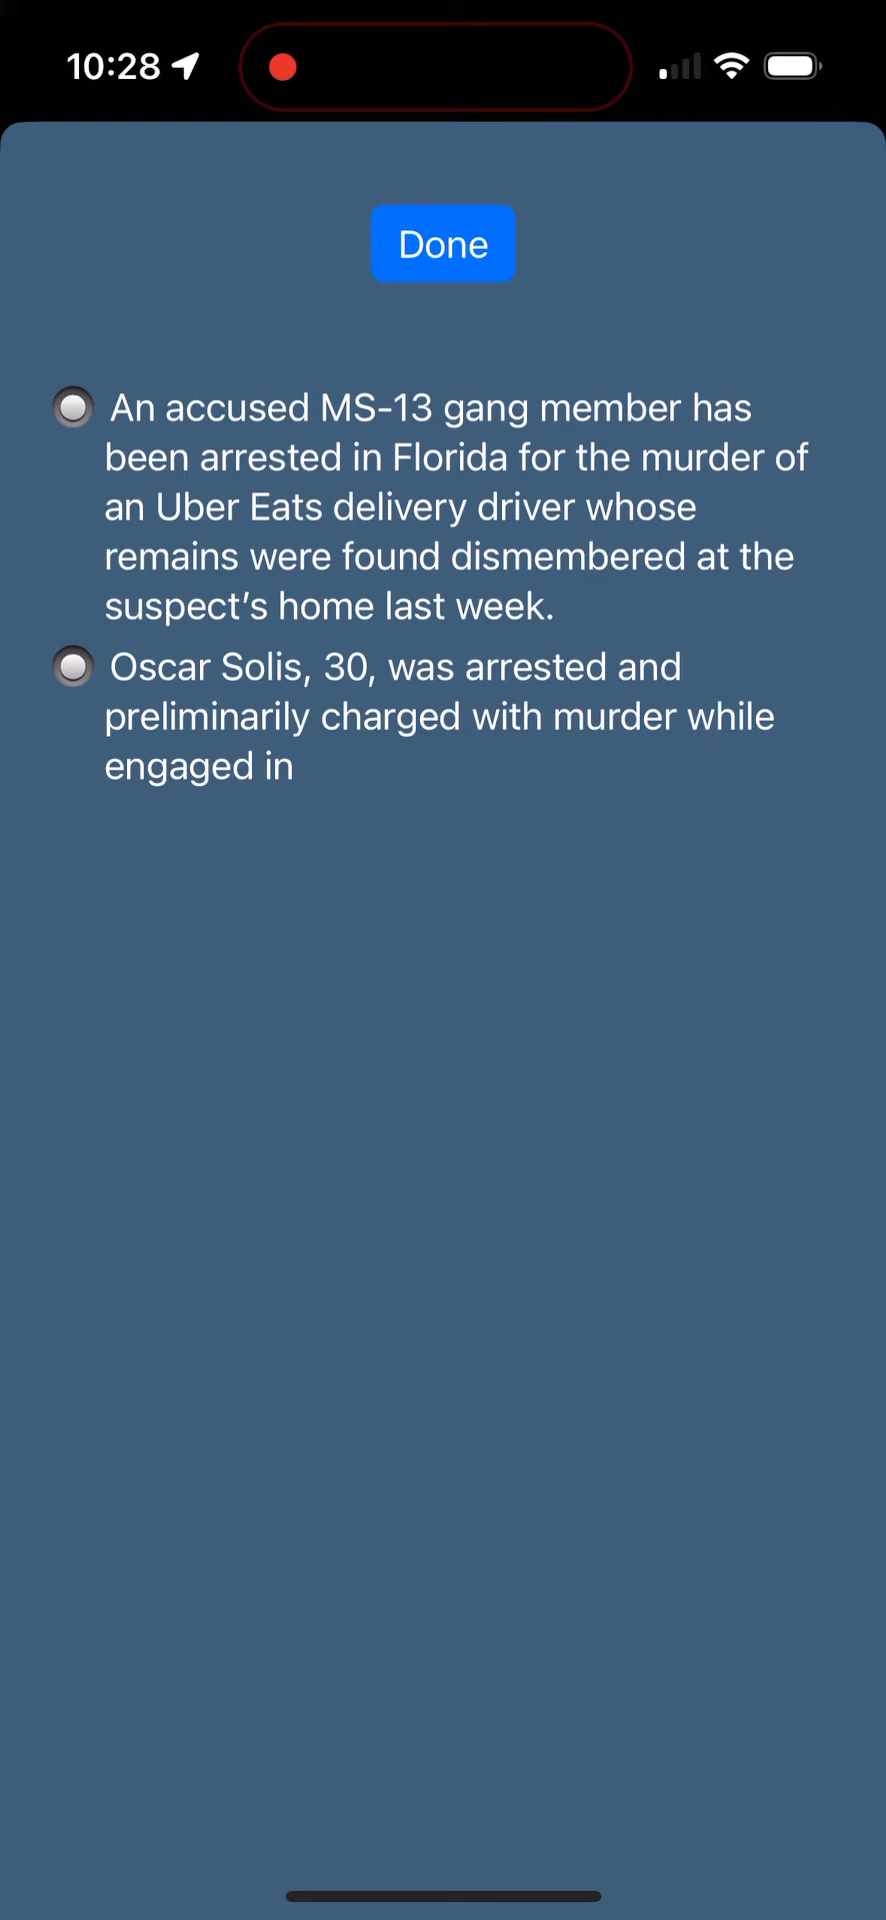 10:28
Done
An accused MS-13 gang member has
been arrested in Florida for the murder of
an Uber Eats delivery driver whose
remains were found dismembered at the
suspect’s home last week.
Oscar Solis, 30, was arrested and
preliminarily charged with murder while
engaged in